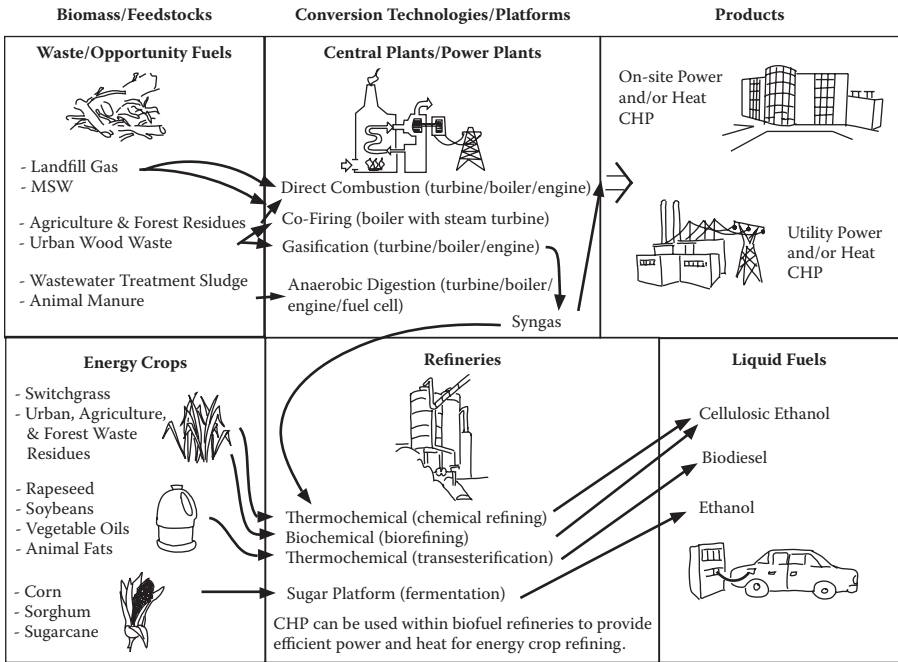 Biomass/Feedstocks
Conversion Technologies/Platforms
Products
Waste/Opportunity Fuels
- Landfill Gas
- MSW
- Agriculture & Forest Residues
- Urban Wood Waste
- Wastewater Treatment Sludge
- Animal Manure
Central Plants/Power Plants
Direct Combustion (turbine/boiler/engine)
Co-Firing (boiler with steam turbine)
Gasification (turbine/boiler/engine)
Anaerobic Digestion (turbine/boiler/
engine/fuel cell)
Syngas
On-site Power
and/or Heat
CHP
Utility Power
and/or Heat
CHP
Energy Crops
- Switchgrass
- Urban, Agriculture,
& Forest Waste
Residues
- Rapeseed
- Soybeans
- Vegetable Oils
- Animal Fats
- Corn
- Sorghum
- Sugarcane
Refineries
Thermochemical (chemical refining)
Biochemical (biorefining)
Thermochemical (transesterification)
Sugar Platform (fermentation)
CHP can be used within biofuel refineries to provide
efficient power and heat for energy crop refining.
Liquid Fuels
Cellulosic Ethanol
Biodiesel
Ethanol